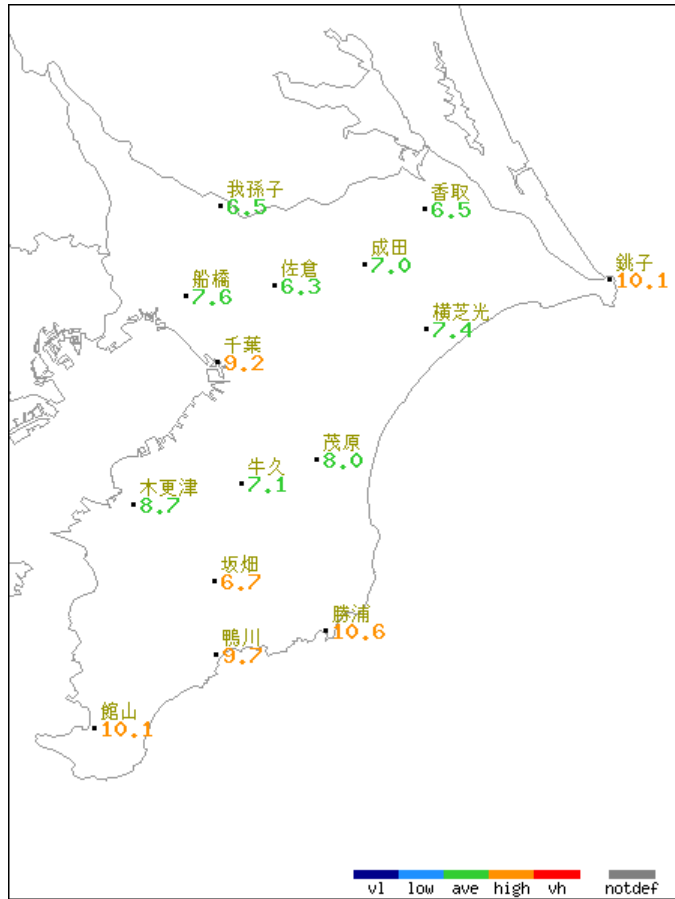 我孫子
6.5
香取
6.5
成田
7.0
佐倉
6.3
船橋
7.6
銚子
10.1
横芝光
7.4
千葉
9.2
茂原
8.0
牛久
7.1
木更津
8.7
坂畑
6.7
勝浦
10.6
鴨川
9.7
館山
10.1
vl low ave high vh notdef